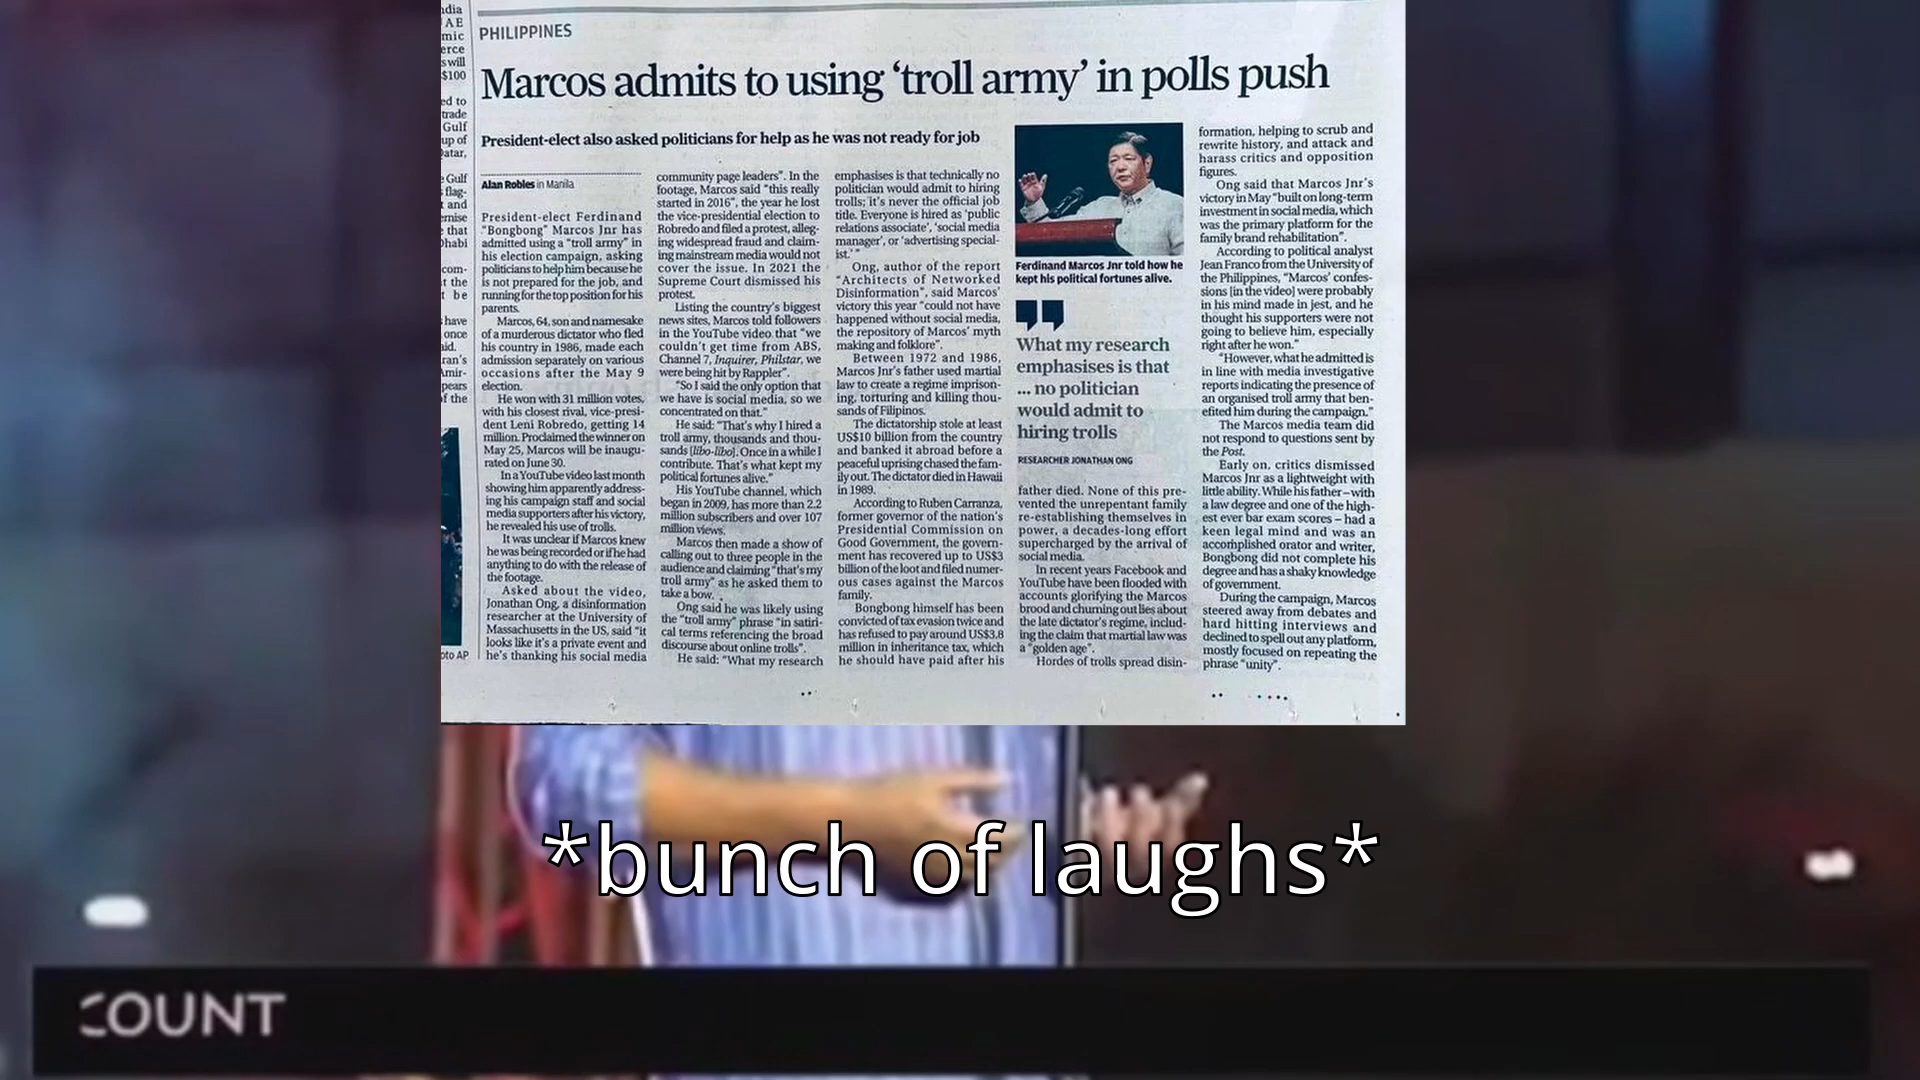 ndia
AE
mic
erce
s will
$100
ed to
trade
Gulf
up of
atar,
Gulf
flag-
t and
that
com-
t the
t be
have
once
aid.
ran's
pears
of the
oto AP
PHILIPPINES
Marcos admits to using ‘troll army’ in polls push
President-elect also asked politicians for help as he was not ready for job
Alan Robles in Manila
President-elect Ferdinand
“Bongbong” Marcos Jnr has
admitted using a “troll army” in
his election campaign, asking
politicians to help him because he
is not prepared for the job, and
running for the top position for his
parents.
Marcos, 64, son and namesake
of a murderous dictator who fled
his country in 1986, made each
admission separately on various
occasions after the May 9
election.
He won with 31 million votes,
with his closest rival, vice-presi-
dent Leni Robredo, getting 14
million. Proclaimed the winner on
May 25, Marcos will be inaugu-
rated on June 30.
In a YouTube video last month
showing him apparently address-
ing his campaign staff and social
media supporters after his victory,
he revealed his use of trolls.
It was unclear if Marcos knew
he was being recorded or if he had
anything to do with the release of
the footage.
Asked about the video,
Jonathan Ong, a disinformation
researcher at the University of
Massachusetts in the US, said “it
looks like it’s a private event and
he’s thanking his social media
community page leaders”. In the
footage, Marcos said “this really
started in 2016”, the year he lost
the vice-presidential election to
Robredo and filed a protest, alleg-
ing widespread fraud and claim-
ing mainstream media would not
cover the issue. In 2021 the
Supreme Court dismissed his
protest.
Listing the country’s biggest
news sites, Marcos told followers
in the YouTube video that “we
couldn’t get time from ABS,
Channel 7, Inquirer, Philstar, we
were being hit by Rappler”.
“So I said the only option that
we have is social media, so we
concentrated on that.”
He said: “That’s why I hired a
troll army, thousands and thou-
sands [libo-libo]. Once in a while I
contribute. That’s what kept my
political fortunes alive.”
His YouTube channel, which
began in 2009, has more than 2.2
million subscribers and over 107
million views.
Marcos then made a show of
calling out to three people in the
audience and claiming “that’s my
troll army” as he asked them to
take a bow.
Ong said he was likely using
the “troll army” phrase “in satiri-
cal terms referencing the broad
discourse about online trolls”.
He said: “What my research
emphasises is that technically no
politician would admit to hiring
trolls; it’s never the official job
title. Everyone is hired as ‘public
relations associate’, ‘social media
manager’, or ‘advertising special-
ist.’”
Ong, author of the report
“Architects of Networked
Disinformation”, said Marcos’
victory this year “could not have
happened without social media,
the repository of Marcos’ myth
making and folklore”.
Between 1972 and 1986,
Marcos Jnr’s father used martial
law to create a regime imprison-
ing, torturing and killing thou-
sands of Filipinos.
The dictatorship stole at least
US$10 billion from the country
and banked it abroad before a
peaceful uprising chased the fam-
ily out. The dictator died in Hawaii
in 1989.
According to Ruben Carranza,
former governor of the nation’s
Presidential Commission on
Good Government, the govern-
ment has recovered up to US$3
billion of the loot and filed numer-
ous cases against the Marcos
family.
Bongbong himself has been
convicted of tax evasion twice and
has refused to pay around US$3.8
million in inheritance tax, which
he should have paid after his
Ferdinand Marcos Jnr told how he
kept his political fortunes alive.
What my research
emphasises is that
... no politician
would admit to
hiring trolls
RESEARCHER JONATHAN ONG
father died. None of this pre-
vented the unrepentant family
re-establishing themselves in
power, a decades-long effort
supercharged by the arrival of
social media.
In recent years Facebook and
YouTube have been flooded with
accounts glorifying the Marcos
brood and churning out lies about
the late dictator’s regime, includ-
ing the claim that martial law was
a “golden age”.
Hordes of trolls spread disin-
formation, helping to scrub and
rewrite history, and attack and
harass critics and opposition
figures.
Ong said that Marcos Jnr’s
victory in May “built on long-term
investment in social media, which
was the primary platform for the
family brand rehabilitation”.
According to political analyst
Jean Franco from the University of
the Philippines, “Marcos’ confes-
sions [in the video] were probably
in his mind made in jest, and he
thought his supporters were not
going to believe him, especially
right after he won.”
“However, what he admitted is
in line with media investigative
reports indicating the presence of
an organised troll army that ben-
efited him during the campaign.”
The Marcos media team did
not respond to questions sent by
the Post.
Early on, critics dismissed
Marcos Jnr as a lightweight with
little ability. While his father – with
a law degree and one of the high-
est ever bar exam scores – had a
keen legal mind and was an
accomplished orator and writer,
Bongbong did not complete his
degree and has a shaky knowledge
of government.
During the campaign, Marcos
steered away from debates and
hard hitting interviews and
declined to spell out any platform,
mostly focused on repeating the
phrase “unity”.
*bunch of laughs*
COUNT